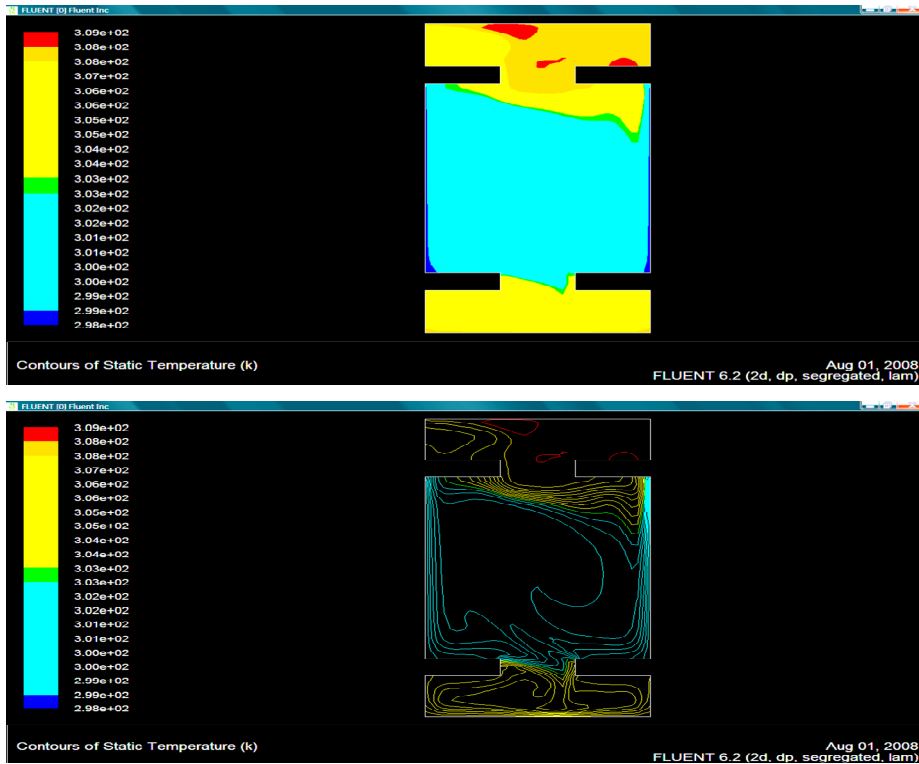 FLUENT [0] Fluent Inc
3.09e+02
3.08e+02
3.08e+02
3.07e+02
3.06e+02
3.06e+02
3.05e+02
3.05e+02
3.04e+02
3.04e+02
3.03e+02
3.03e+02
3.02e+02
3.02e+02
3.01e+02
3.01e+02
3.00e+02
3.00e+02
2.99e+02
2.99e+02
2.98e+02
Contours of Static Temperature (k)
Aug 01, 2008
FLUENT 6.2 (2d, dp, segregated, lam)
FLUENT [0] Fluent Inc
3.09e+02
3.08e+02
3.08e+02
3.07e+02
3.06e+02
3.06e+02
3.05e+02
3.05e+02
3.04e+02
3.04e+02
3.03e+02
3.03e+02
3.02e+02
3.02e+02
3.01e+02
3.01e+02
3.00e+02
3.00e+02
2.99e+02
2.99e+02
2.98e+02
Contours of Static Temperature (k)
Aug 01, 2008
FLUENT 6.2 (2d, dp, segregated, lam)